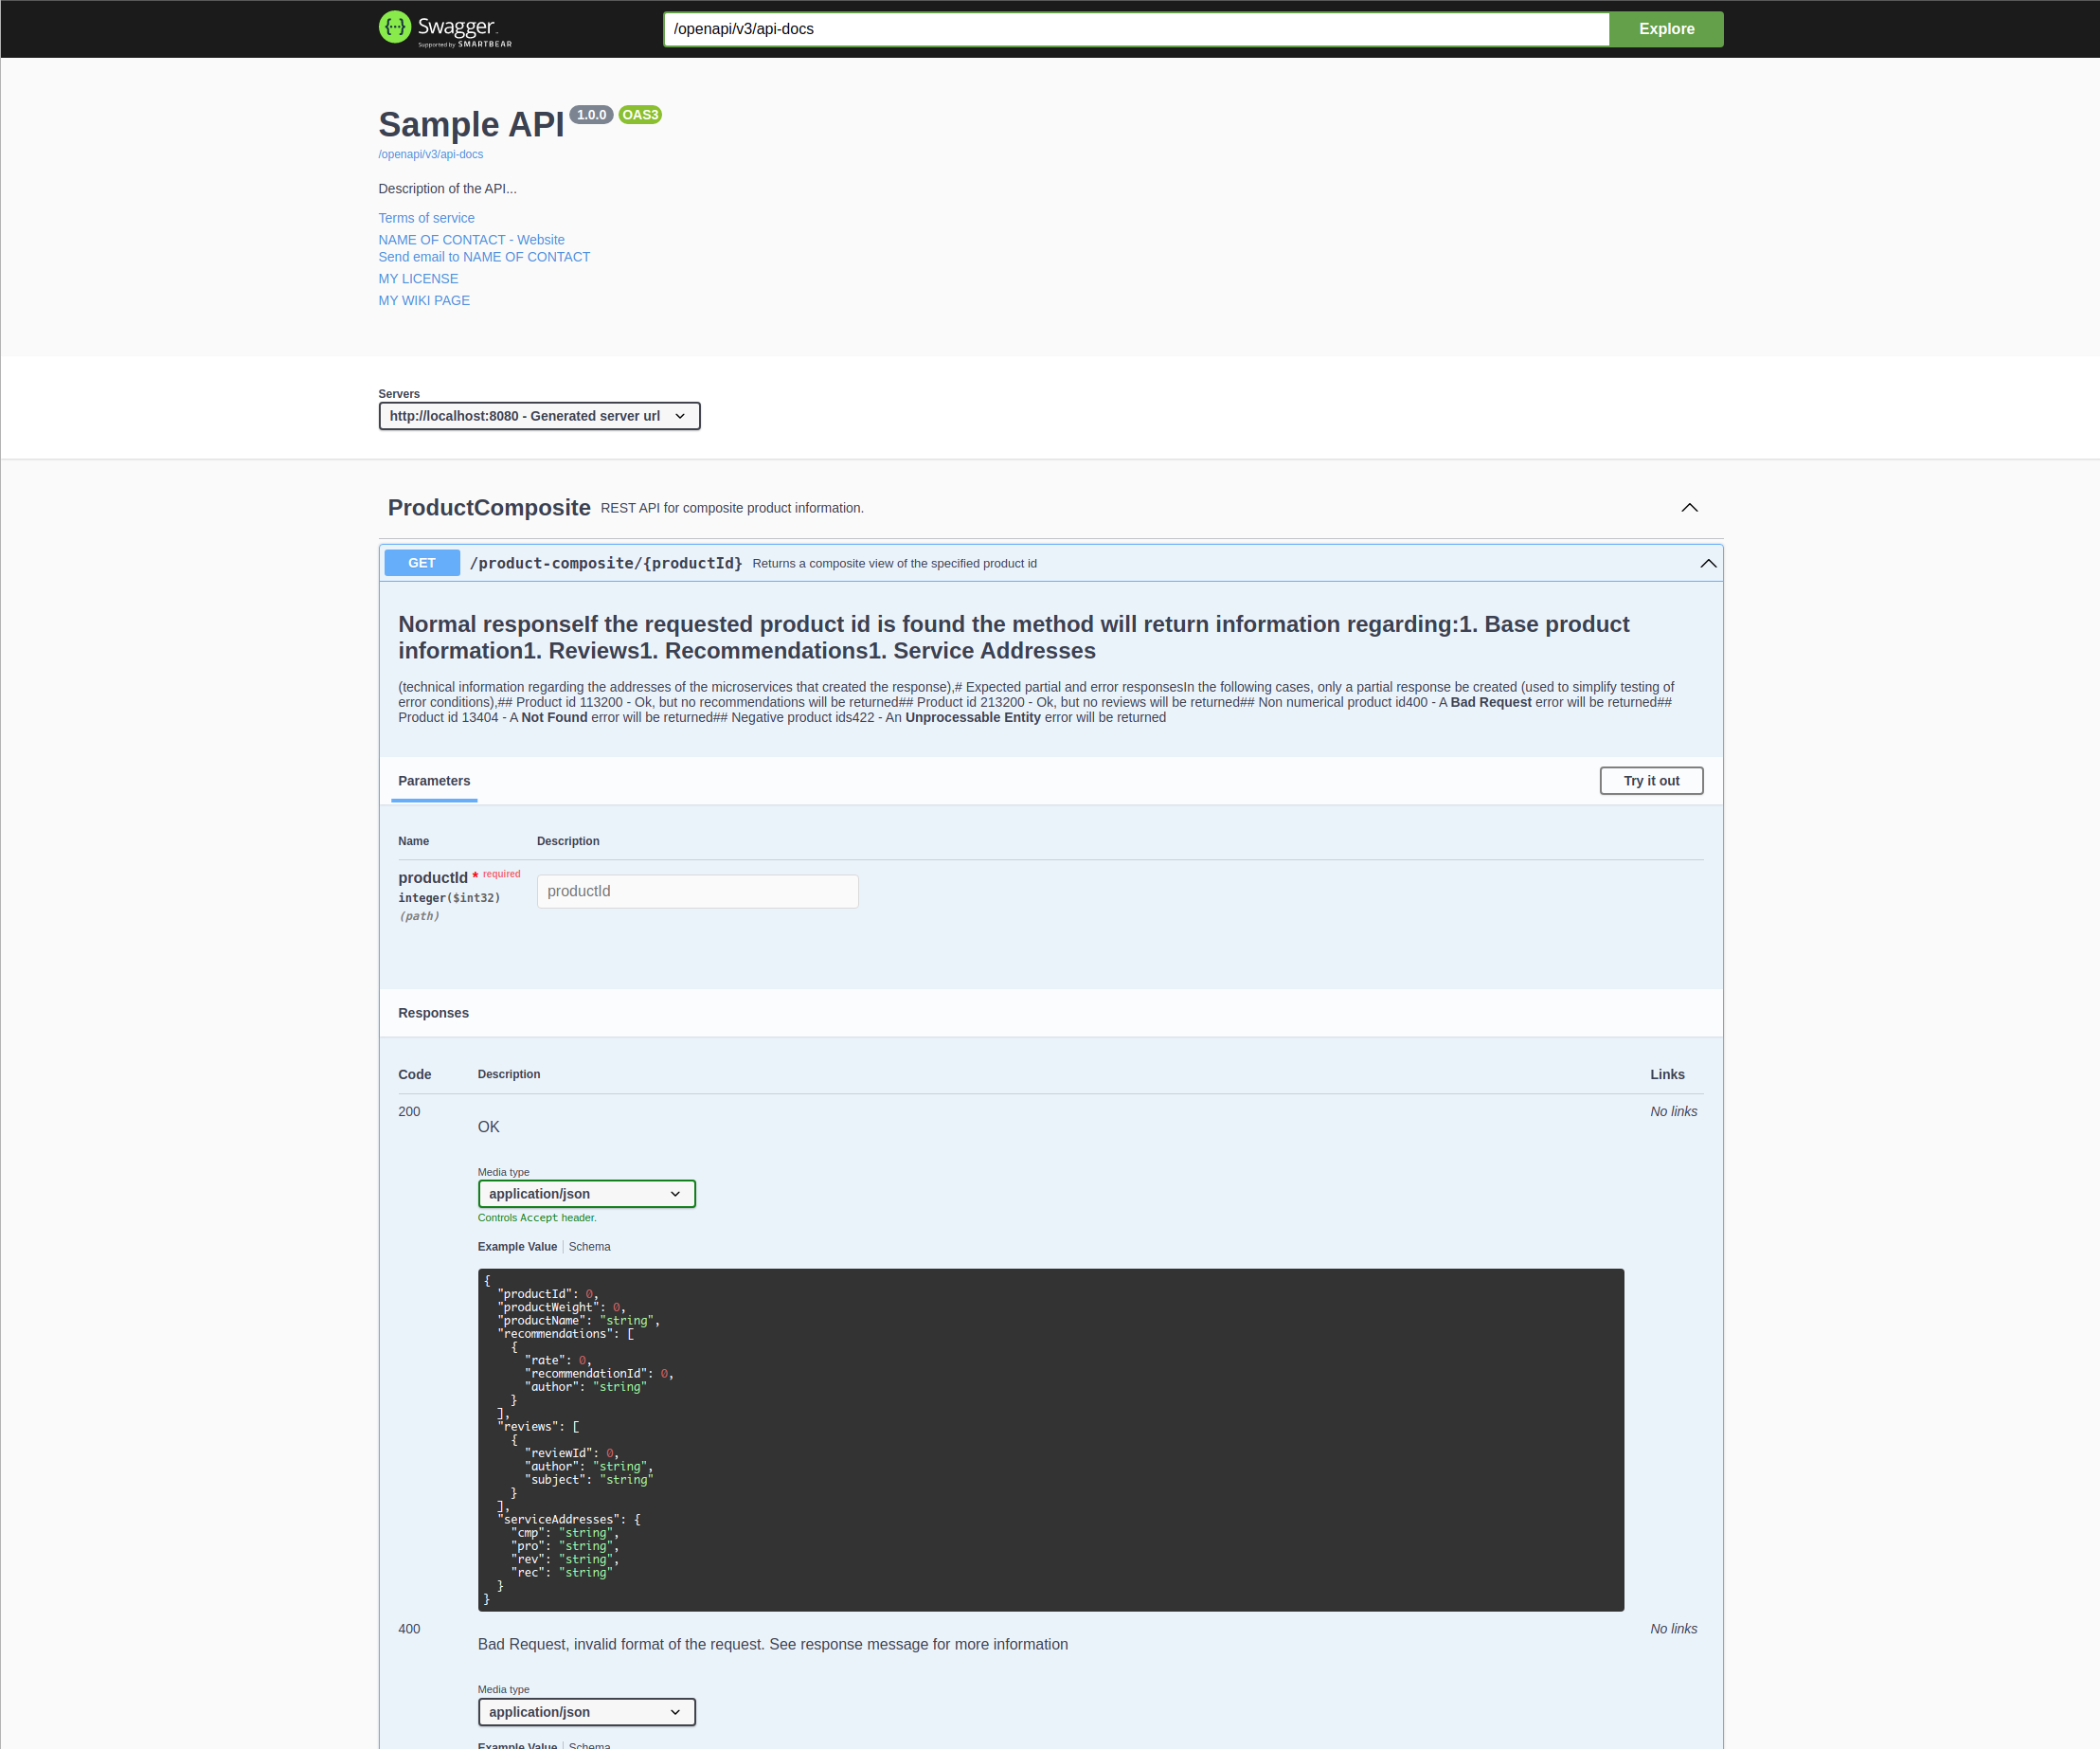 Swagger
Supported by SMARTBEAR
/openapi/v3/api-docs
Explore
Sample API 1.0.0 OAS3
/openapi/v3/api-docs
Description of the API...
Terms of service
NAME OF CONTACT - Website
Send email to NAME OF CONTACT
MY LICENSE
MY WIKI PAGE
Servers
http://localhost:8080 - Generated server url
ProductComposite REST API for composite product information.
GET /product-composite/{productId} Returns a composite view of the specified product id
Normal responseIf the requested product id is found the method will return information regarding:1. Base product
information1. Reviews1. Recommendations1. Service Addresses
(technical information regarding the addresses of the microservices that created the response),# Expected partial and error responsesIn the following cases, only a partial response be created (used to simplify testing of
error conditions),## Product id 113200 - Ok, but no recommendations will be returned## Product id 213200 - Ok, but no reviews will be returned## Non numerical product id400 - A Bad Request error will be returned##
Product id 13404 - A Not Found error will be returned## Negative product ids422 - An Unprocessable Entity error will be returned
Parameters
Try it out
Name Description
productId * required
integer($int32)
(path)
productId
Responses
Code Description Links
200
OK
No links
Media type
application/json
Controls Accept header.
Example Value Schema
{
  "productId": 0,
  "productWeight": 0,
  "productName": "string",
  "recommendations": [
    {
      "rate": 0,
      "recommendationId": 0,
      "author": "string"
    }
  ],
  "reviews": [
    {
      "reviewId": 0,
      "author": "string",
      "subject": "string"
    }
  ],
  "serviceAddresses": {
    "cmp": "string",
    "pro": "string",
    "rev": "string",
    "rec": "string"
  }
}
400
Bad Request, invalid format of the request. See response message for more information
No links
Media type
application/json
Example Value Schema